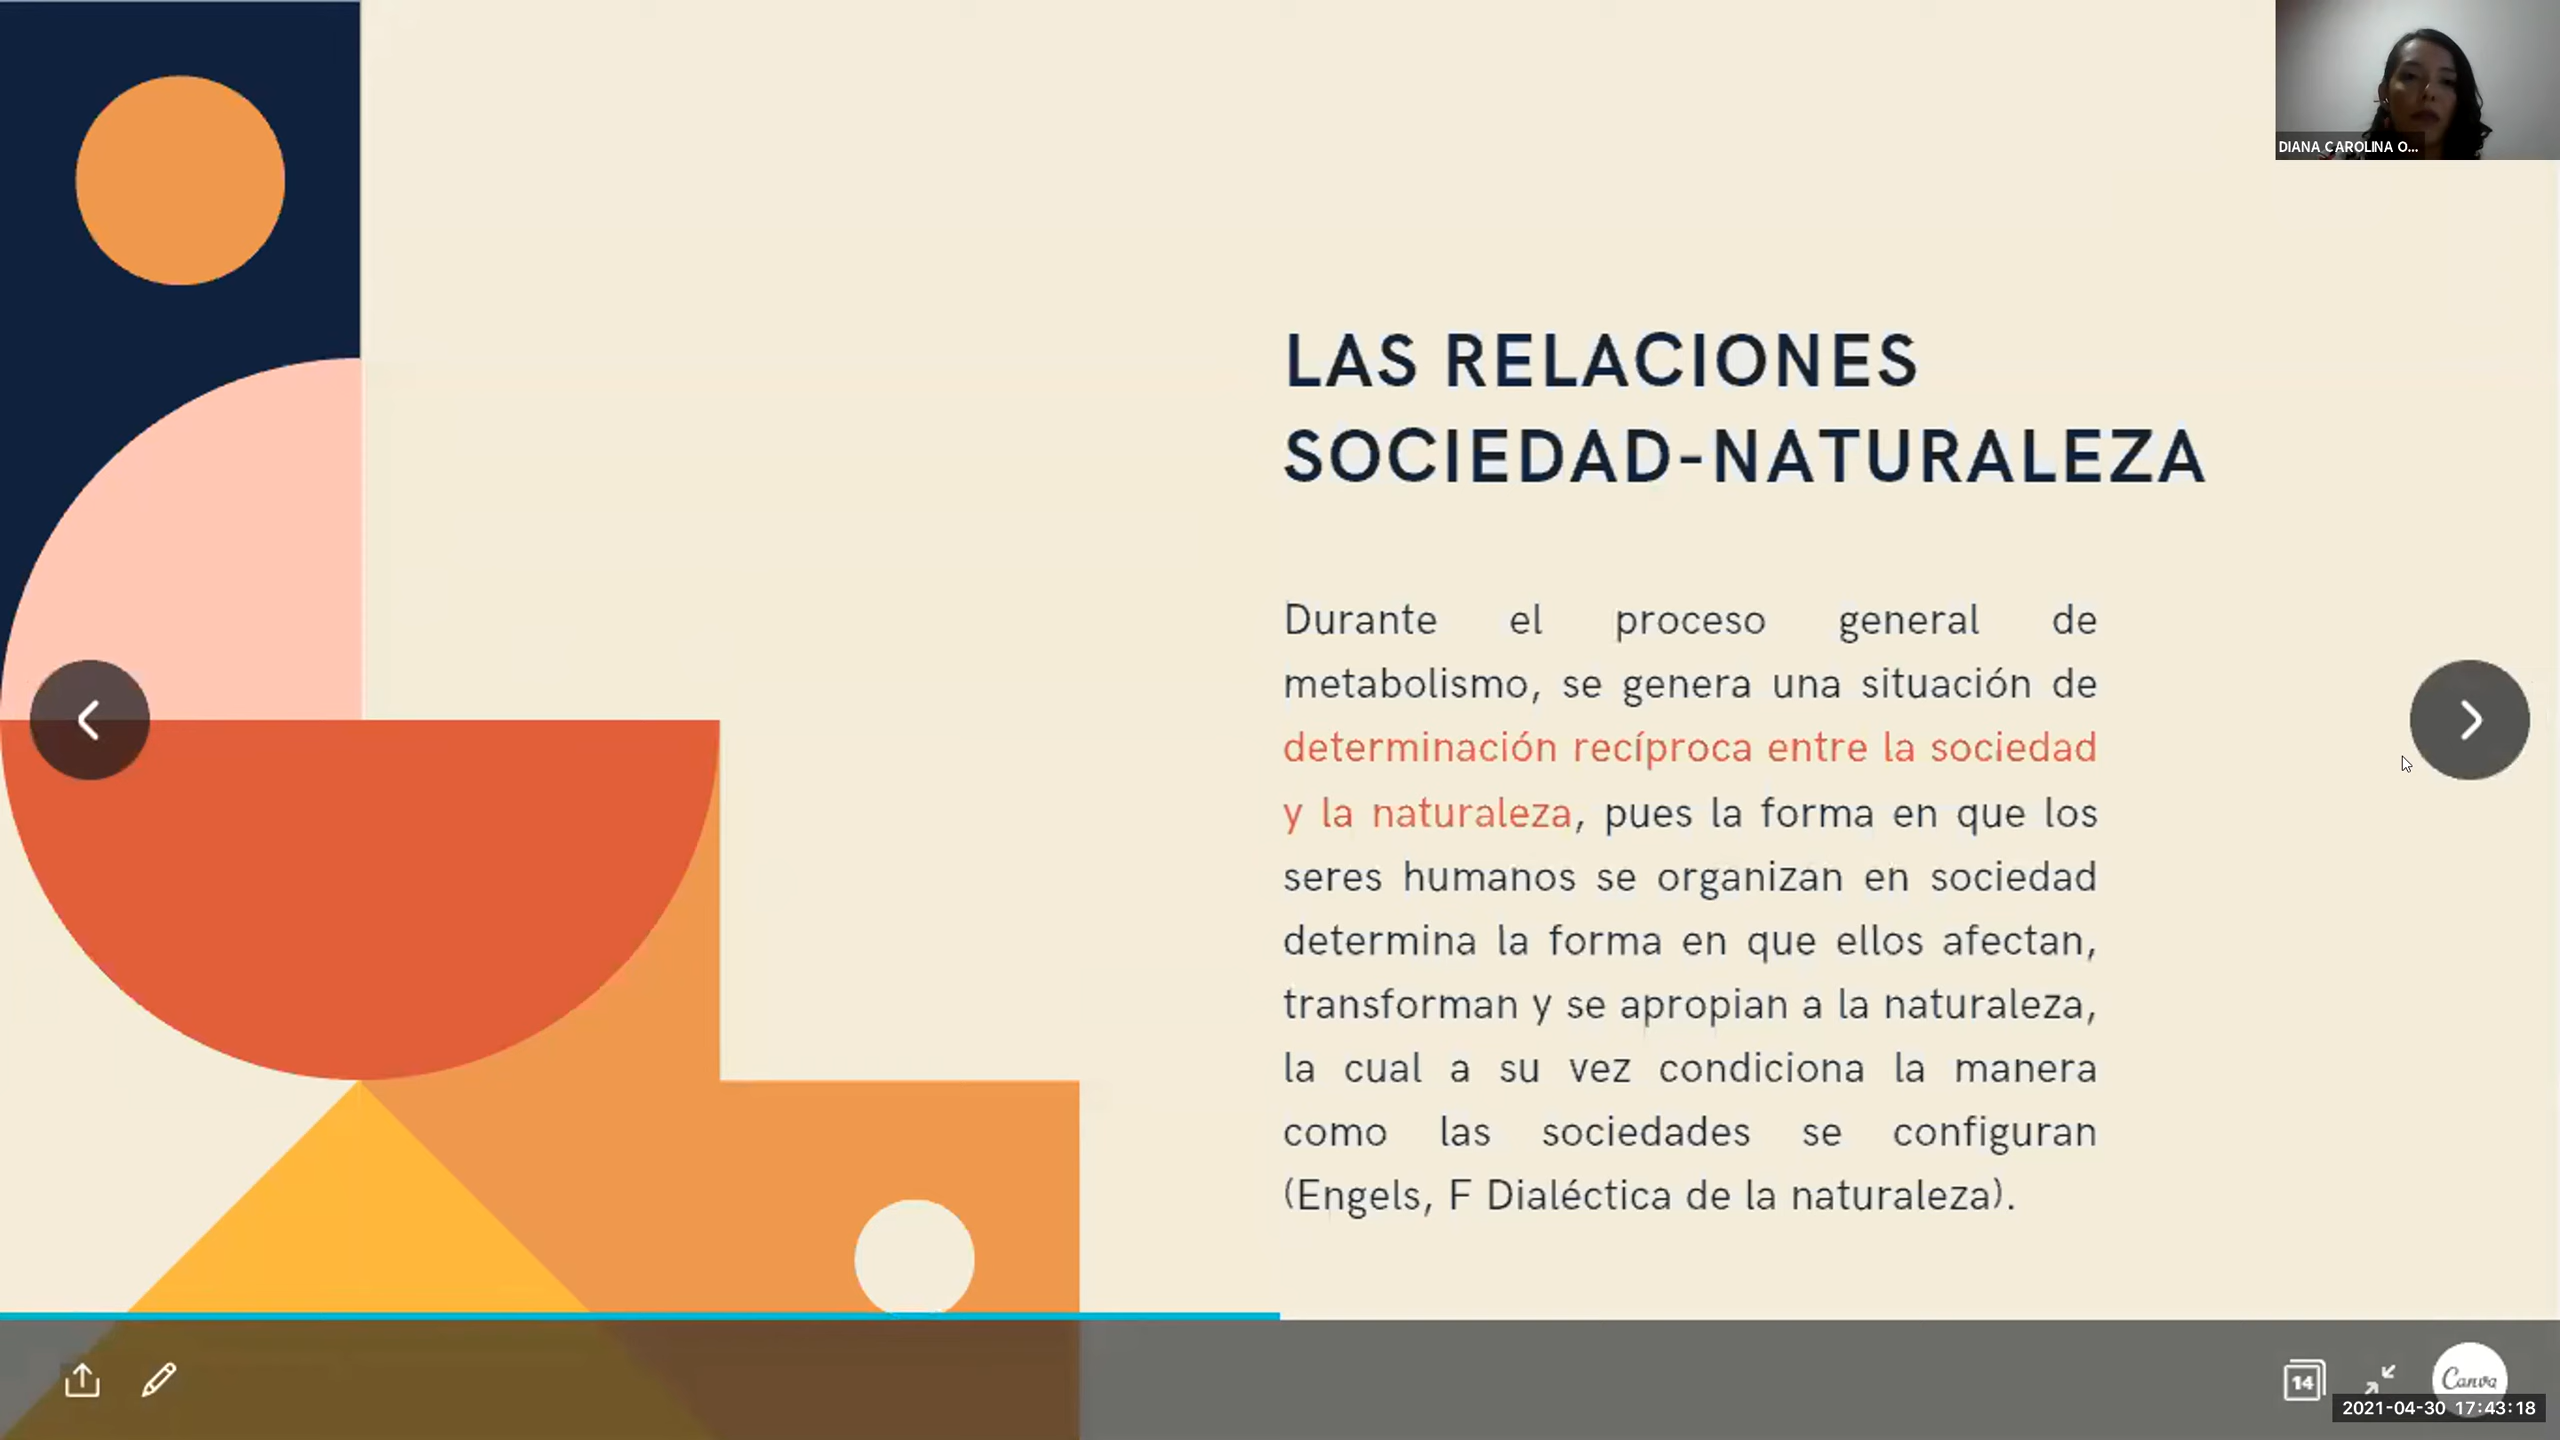 DIANA CAROLINA O...
LAS RELACIONES
SOCIEDAD-NATURALEZA
Durante el proceso general de
metabolismo, se genera una situación de
determinación recíproca entre la sociedad
y la naturaleza, pues la forma en que los
seres humanos se organizan en sociedad
determina la forma en que ellos afectan,
transforman y se apropian a la naturaleza,
la cual a su vez condiciona la manera
como las sociedades se configuran
(Engels, F Dialéctica de la naturaleza).
14
Canva
2021-04-30 17:43:18